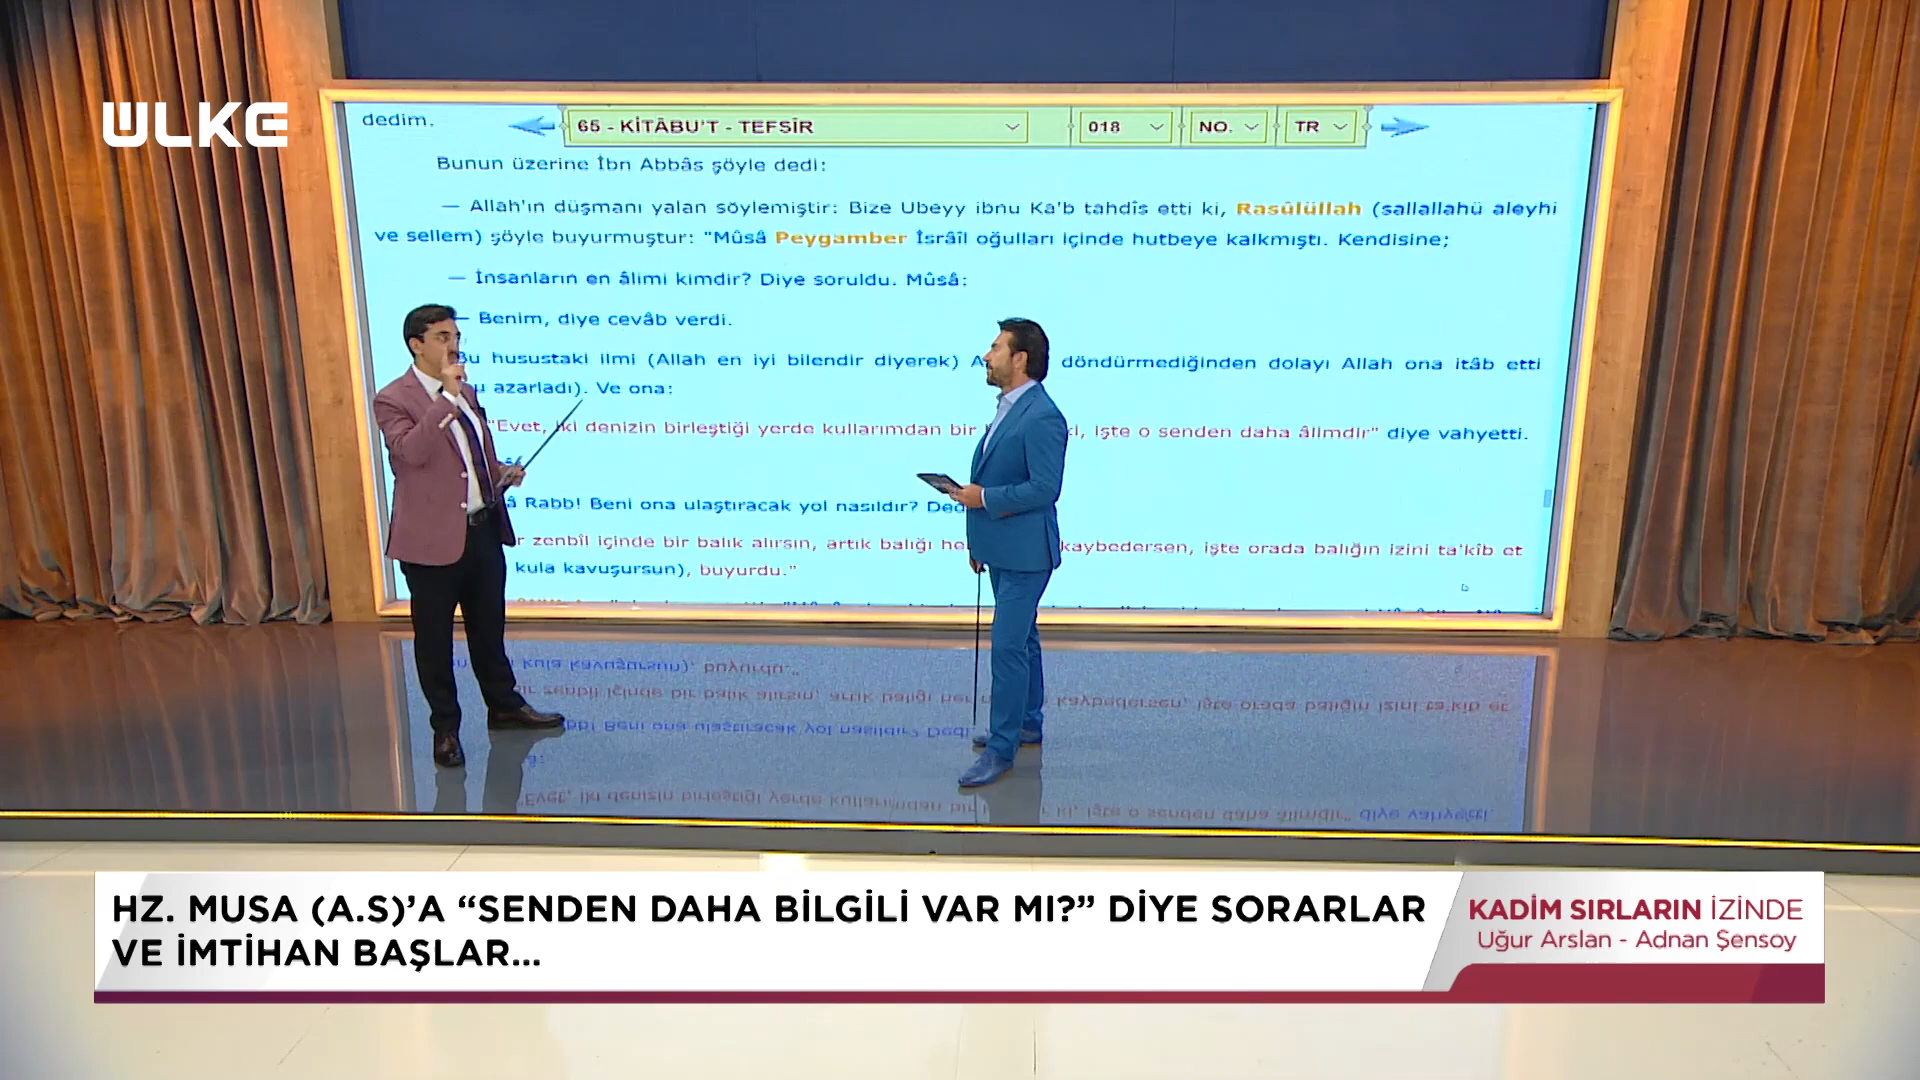 ÜLKE
dedim.
65 - KİTÂBU'T - TEFSÎR 018 NO. TR
Bunun üzerine İbn Abbâs şöyle dedi:
— Allah'ın düşmanı yalan söylemiştir: Bize Ubeyy ibnu Ka'b tahdîs etti ki, Rasûlüllah (sallallahü aleyhi
ve sellem) şöyle buyurmuştur: "Mûsâ Peygamber İsrâîl oğulları içinde hutbeye kalkmıştı. Kendisine;
— İnsanların en âlimi kimdir? Diye soruldu. Mûsâ:
— Benim, diye cevâb verdi.
Bu husustaki ilmi (Allah en iyi bilendir diyerek) döndürmediğinden dolayı Allah ona itâb etti
azarladı). Ve ona:
"Evet, iki denizin birleştiği yerde kullarımdan bir ki, işte o senden daha âlimdir" diye vahyetti.
Rabb! Beni ona ulaştıracak yol nasıldır?
zenbîl içinde bir balık alırsın, artık balığı kaybedersen, işte orada balığın izini ta'kîb et
kula kavuşursun), buyurdu."
HZ. MUSA (A.S)'A “SENDEN DAHA BİLGİLİ VAR MI?” DİYE SORARLAR
VE İMTİHAN BAŞLAR...
KADİM SIRLARIN İZİNDE
Uğur Arslan - Adnan Şensoy